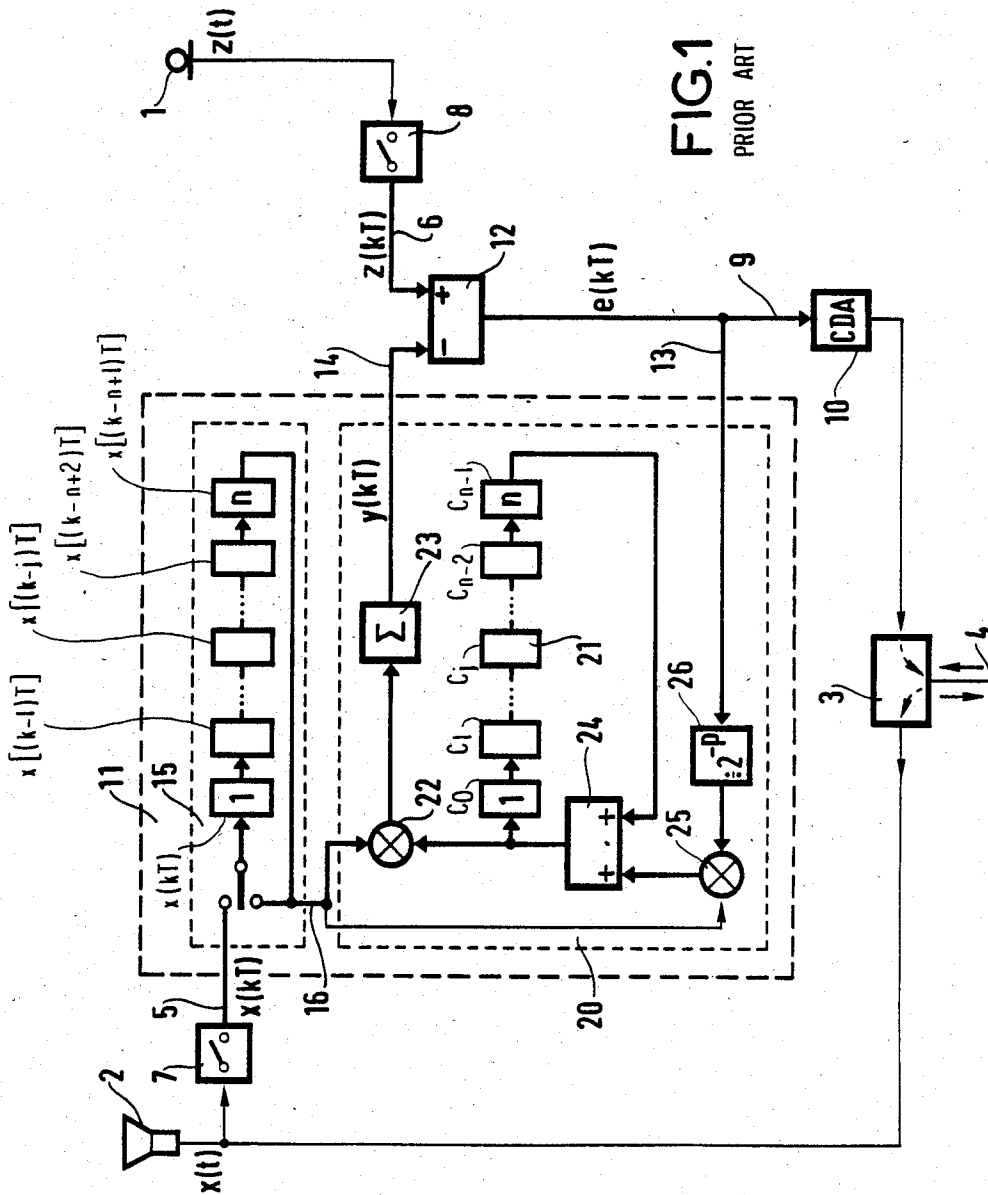 1
z(t)
8
z(kT)
6
12
+
−
e(kT)
9
13
CDA
10
14
FIG.1
PRIOR ART
x[(k-n+1)T]
x[(k-n+2)T]
x[(k-j)T]
x[(k-1)T]
n
1
11
15
x(kT)
y(kT)
23
Σ
Cn-1
Cn-2
Cj
C1
C0
n
1
21
22
24
+
+
26
÷2-P
25
16
20
5
x(kT)
7
2
x(t)
3
4